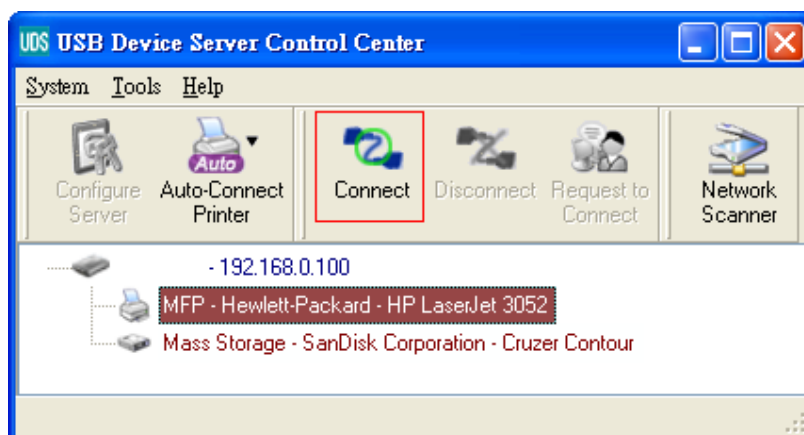 UDS USB Device Server Control Center
System Tools Help
Configure Server
Auto
Auto-Connect Printer
Connect
Disconnect
Request to Connect
Network Scanner
- 192.168.0.100
MFP - Hewlett-Packard - HP LaserJet 3052
Mass Storage - SanDisk Corporation - Cruzer Contour